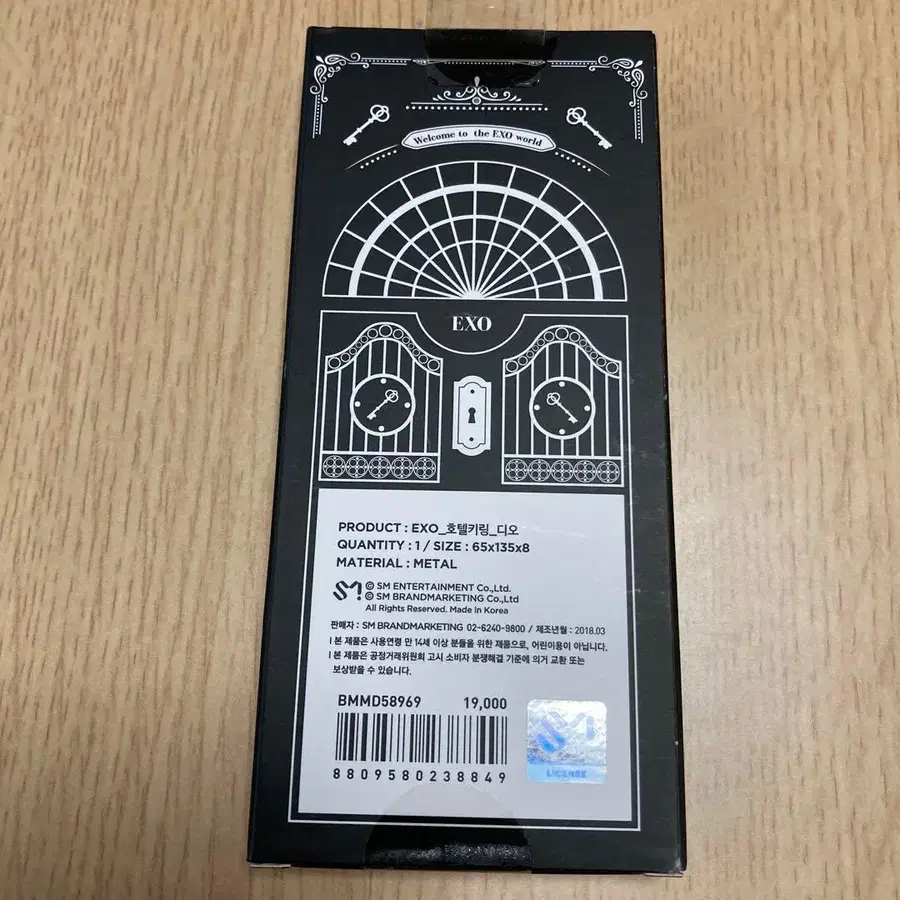 Welcome to the EXO world
EXO
PRODUCT : EXO_호텔키링_디오
QUANTITY : 1 / SIZE : 65x135x8
MATERIAL : METAL
SM!
© SM ENTERTAINMENT Co.,Ltd.
© SM BRANDMARKETING Co.,Ltd
All Rights Reserved. Made in Korea
판매자 : SM BRANDMARKETING 02-6240-9800 / 제조년월 : 2018.03
! 본 제품은 사용연령 만 14세 이상 분들을 위한 제품으로, 어린이용이 아닙니다.
! 본 제품은 공정거래위원회 고시 소비자 분쟁해결 기준에 의거 교환 또는
보상받을 수 있습니다.
BMMD58969 19,000
8809580238849
SM!
LICENSE